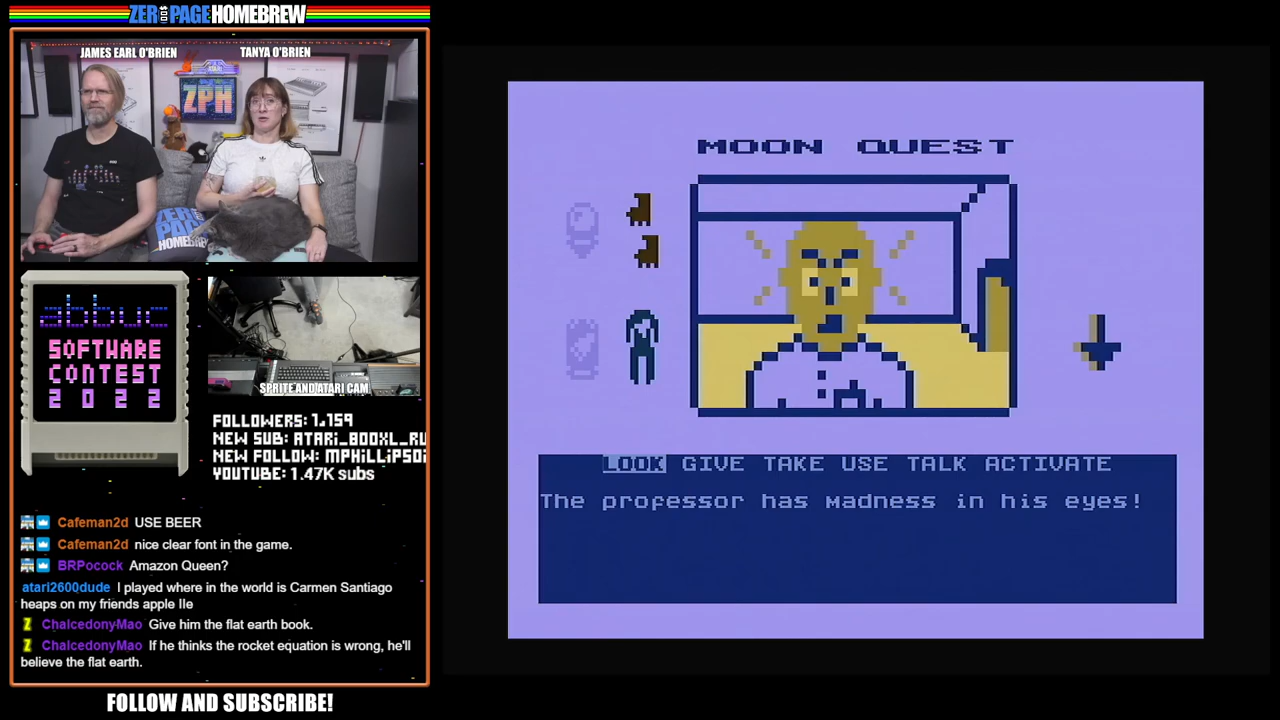 ZERO PAGE HOMEBREW
JAMES EARL O'BRIEN
TANYA O'BRIEN
ATARI
ZPH
ZERO
PAGE
HOMEBREW
abbuc
SOFTWARE
CONTEST
2022
SPRITE AND ATARI CAM
FOLLOWERS: 1,159
NEW SUB: ATARI_800XL_RU
NEW FOLLOW: MPHILLIPSO
YOUTUBE: 1.47K subs
Cafeman2d USE BEER
Cafeman2d nice clear font in the game.
BRPocock Amazon Queen?
atari2600dude I played where in the world is Carmen Santiago
heaps on my friends apple IIe
ChalcedonyMao Give him the flat earth book.
ChalcedonyMao If he thinks the rocket equation is wrong, he'll
believe the flat earth.
FOLLOW AND SUBSCRIBE!
MOON QUEST
LOOK GIVE TAKE USE TALK ACTIVATE
The professor has madness in his eyes!